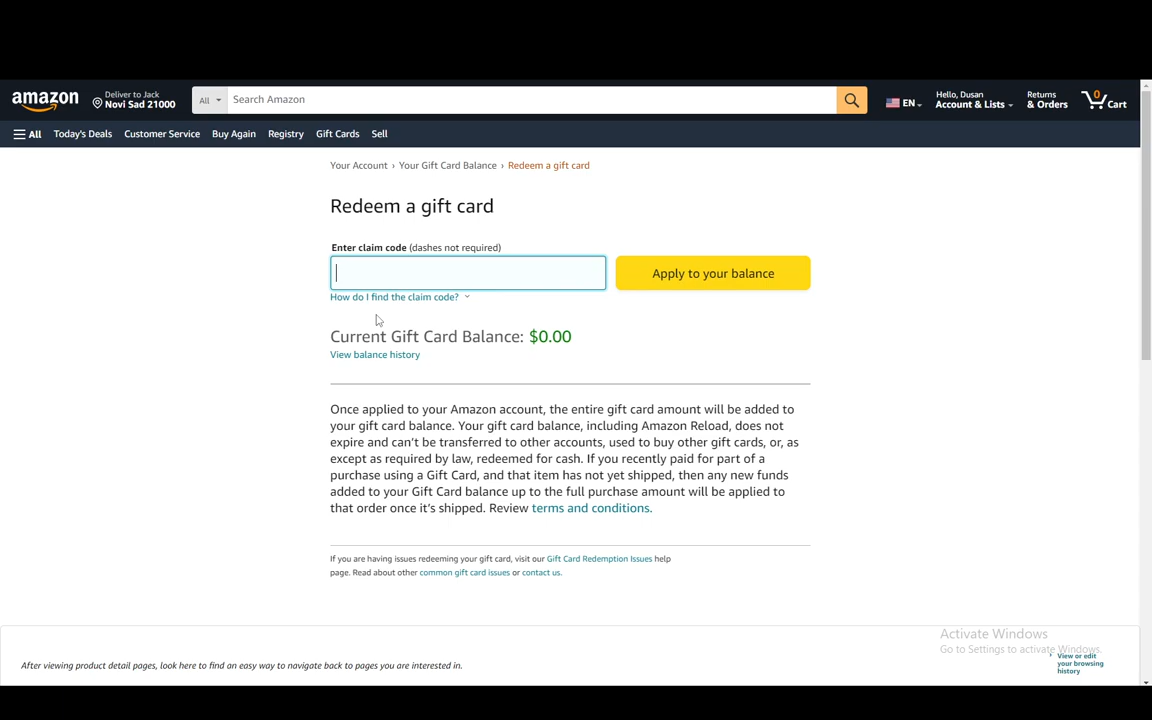 amazon
Deliver to Jack
Novi Sad 21000
All
Search Amazon
EN
Hello, Dusan
Account & Lists
Returns
& Orders
0
Cart
All
Today's Deals
Customer Service
Buy Again
Registry
Gift Cards
Sell
Your Account › Your Gift Card Balance › Redeem a gift card
Redeem a gift card
Enter claim code (dashes not required)
Apply to your balance
How do I find the claim code?
Current Gift Card Balance: $0.00
View balance history
Once applied to your Amazon account, the entire gift card amount will be added to
your gift card balance. Your gift card balance, including Amazon Reload, does not
expire and can't be transferred to other accounts, used to buy other gift cards, or, as
except as required by law, redeemed for cash. If you recently paid for part of a
purchase using a Gift Card, and that item has not yet shipped, then any new funds
added to your Gift Card balance up to the full purchase amount will be applied to
that order once it's shipped. Review terms and conditions.
If you are having issues redeeming your gift card, visit our Gift Card Redemption Issues help
page. Read about other common gift card issues or contact us.
Activate Windows
Go to Settings to activate Windows.
After viewing product detail pages, look here to find an easy way to navigate back to pages you are interested in.
View or edit
your browsing
history